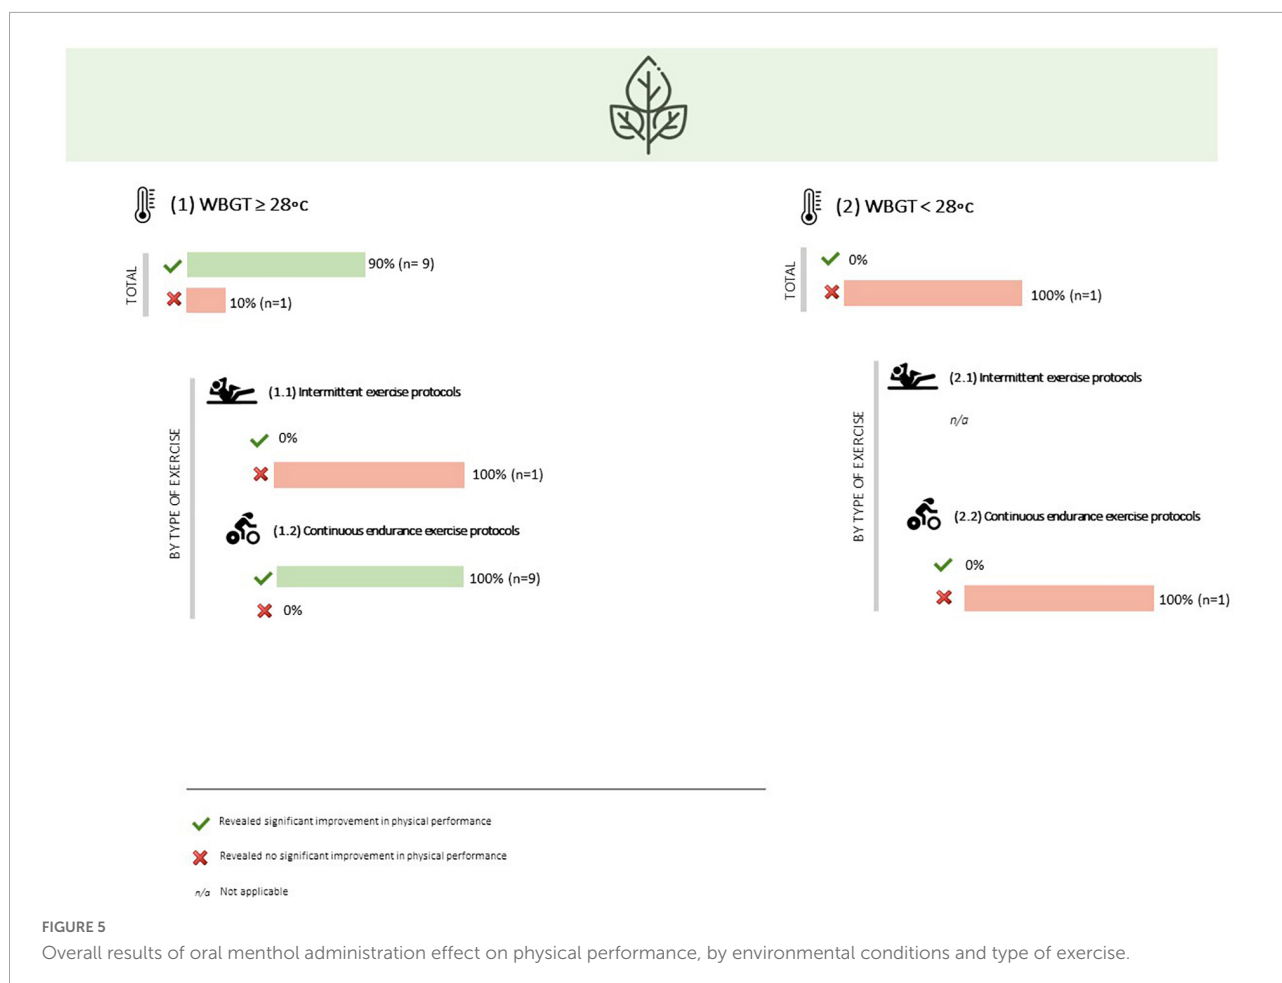 (1) WBGT ≥ 28ºc
TOTAL
90% (n= 9)
10% (n=1)
BY TYPE OF EXERCISE
(1.1) Intermittent exercise protocols
0%
100% (n=1)
(1.2) Continuous endurance exercise protocols
100% (n=9)
0%
(2) WBGT < 28ºc
TOTAL
0%
100% (n=1)
BY TYPE OF EXERCISE
(2.1) Intermittent exercise protocols
n/a
(2.2) Continuous endurance exercise protocols
0%
100% (n=1)
Revealed significant improvement in physical performance
Revealed no significant improvement in physical performance
n/a Not applicable
FIGURE 5
Overall results of oral menthol administration effect on physical performance, by environmental conditions and type of exercise.